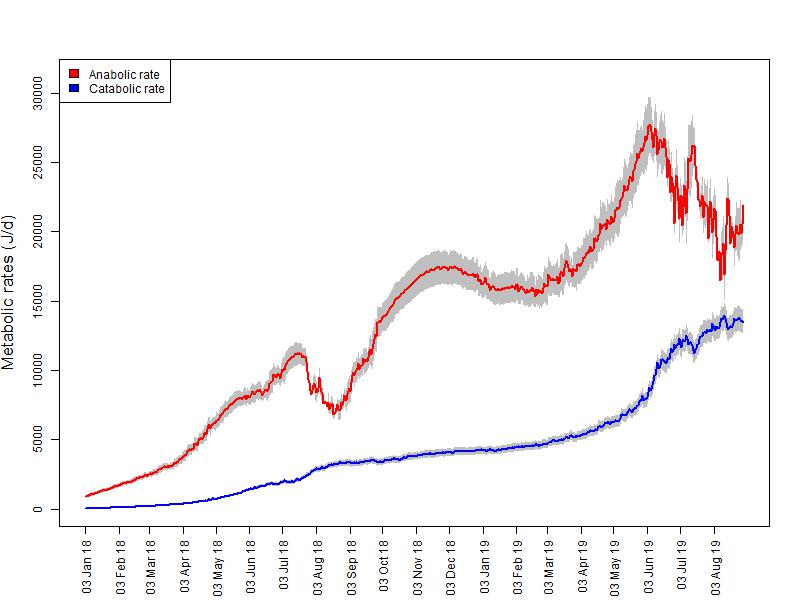 Anabolic rate
Catabolic rate
Metabolic rates (J/d)
30000
25000
20000
15000
10000
5000
0
03 Jan 18
03 Feb 18
03 Mar 18
03 Apr 18
03 May 18
03 Jun 18
03 Jul 18
03 Aug 18
03 Sep 18
03 Oct 18
03 Nov 18
03 Dec 18
03 Jan 19
03 Feb 19
03 Mar 19
03 Apr 19
03 May 19
03 Jun 19
03 Jul 19
03 Aug 19